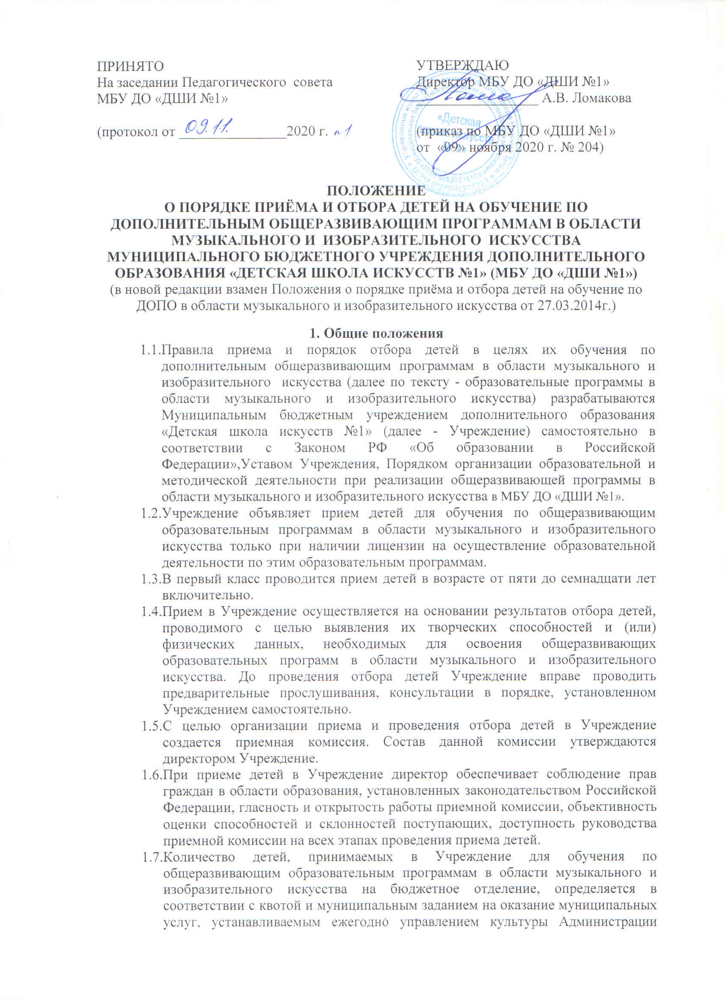 ПРИНЯТО
На заседании Педагогического совета
МБУ ДО «ДШИ №1»
(протокол от 09.11. 2020 г. №1
УТВЕРЖДАЮ
Директор МБУ ДО «ДШИ №1»
А.В. Ломакова
(приказ по МБУ ДО «ДШИ №1»
от «09» ноября 2020 г. № 204)
«Детская
школа искусств
№1»
ПОЛОЖЕНИЕ
О ПОРЯДКЕ ПРИЁМА И ОТБОРА ДЕТЕЙ НА ОБУЧЕНИЕ ПО
ДОПОЛНИТЕЛЬНЫМ ОБЩЕРАЗВИВАЮЩИМ ПРОГРАММАМ В ОБЛАСТИ
МУЗЫКАЛЬНОГО И ИЗОБРАЗИТЕЛЬНОГО ИСКУССТВА
МУНИЦИПАЛЬНОГО БЮДЖЕТНОГО УЧРЕЖДЕНИЯ ДОПОЛНИТЕЛЬНОГО
ОБРАЗОВАНИЯ «ДЕТСКАЯ ШКОЛА ИСКУССТВ №1» (МБУ ДО «ДШИ №1»)
(в новой редакции взамен Положения о порядке приёма и отбора детей на обучение по
ДОПО в области музыкального и изобразительного искусства от 27.03.2014г.)
1. Общие положения
1.1.Правила приема и порядок отбора детей в целях их обучения по
дополнительным общеразвивающим программам в области музыкального и
изобразительного искусства (далее по тексту - образовательные программы в
области музыкального и изобразительного искусства) разрабатываются
Муниципальным бюджетным учреждением дополнительного образования
«Детская школа искусств №1» (далее - Учреждение) самостоятельно в
соответствии с Законом РФ «Об образовании в Российской
Федерации»,Уставом Учреждения, Порядком организации образовательной и
методической деятельности при реализации общеразвивающей программы в
области музыкального и изобразительного искусства в МБУ ДО «ДШИ №1».
1.2.Учреждение объявляет прием детей для обучения по общеразвивающим
образовательным программам в области музыкального и изобразительного
искусства только при наличии лицензии на осуществление образовательной
деятельности по этим образовательным программам.
1.3.В первый класс проводится прием детей в возрасте от пяти до семнадцати лет
включительно.
1.4.Прием в Учреждение осуществляется на основании результатов отбора детей,
проводимого с целью выявления их творческих способностей и (или)
физических данных, необходимых для освоения общеразвивающих
образовательных программ в области музыкального и изобразительного
искусства. До проведения отбора детей Учреждение вправе проводить
предварительные прослушивания, консультации в порядке, установленном
Учреждением самостоятельно.
1.5.С целью организации приема и проведения отбора детей в Учреждение
создается приемная комиссия. Состав данной комиссии утверждаются
директором Учреждение.
1.6.При приеме детей в Учреждение директор обеспечивает соблюдение прав
граждан в области образования, установленных законодательством Российской
Федерации, гласность и открытость работы приемной комиссии, объективность
оценки способностей и склонностей поступающих, доступность руководства
приемной комиссии на всех этапах проведения приема детей.
1.7.Количество детей, принимаемых в Учреждение для обучения по
общеразвивающим образовательным программам в области музыкального и
изобразительного искусства на бюджетное отделение, определяется в
соответствии с квотой и муниципальным заданием на оказание муниципальных
услуг, устанавливаемым ежегодно управлением культуры Администрации